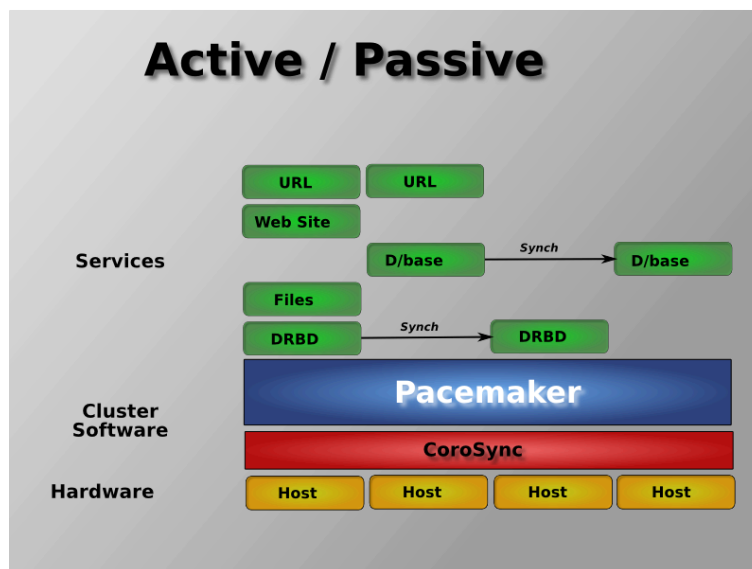 Active / Passive
URL
URL
Web Site
Services
D/base
Synch
D/base
Files
DRBD
Synch
DRBD
Pacemaker
Cluster
Software
CoroSync
Hardware
Host
Host
Host
Host